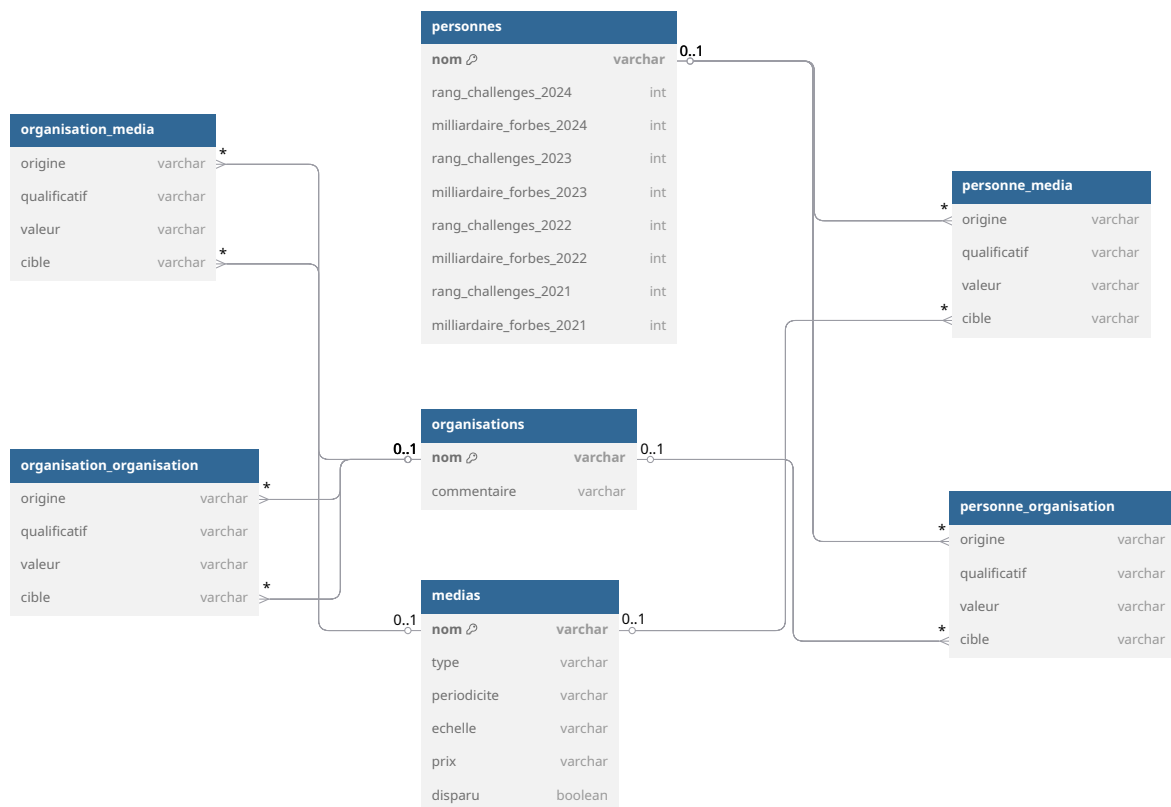 personnes
nom varchar
rang_challenges_2024 int
milliardaire_forbes_2024 int
rang_challenges_2023 int
milliardaire_forbes_2023 int
rang_challenges_2022 int
milliardaire_forbes_2022 int
rang_challenges_2021 int
milliardaire_forbes_2021 int
0..1
organisation_media
origine varchar
qualificatif varchar
valeur varchar
cible varchar
*
*
personne_media
origine varchar
qualificatif varchar
valeur varchar
cible varchar
*
*
organisations
nom varchar
commentaire varchar
0..1
0..1
organisation_organisation
origine varchar
qualificatif varchar
valeur varchar
cible varchar
*
*
personne_organisation
origine varchar
qualificatif varchar
valeur varchar
cible varchar
*
*
medias
nom varchar
type varchar
periodicite varchar
echelle varchar
prix varchar
disparu boolean
0..1
0..1